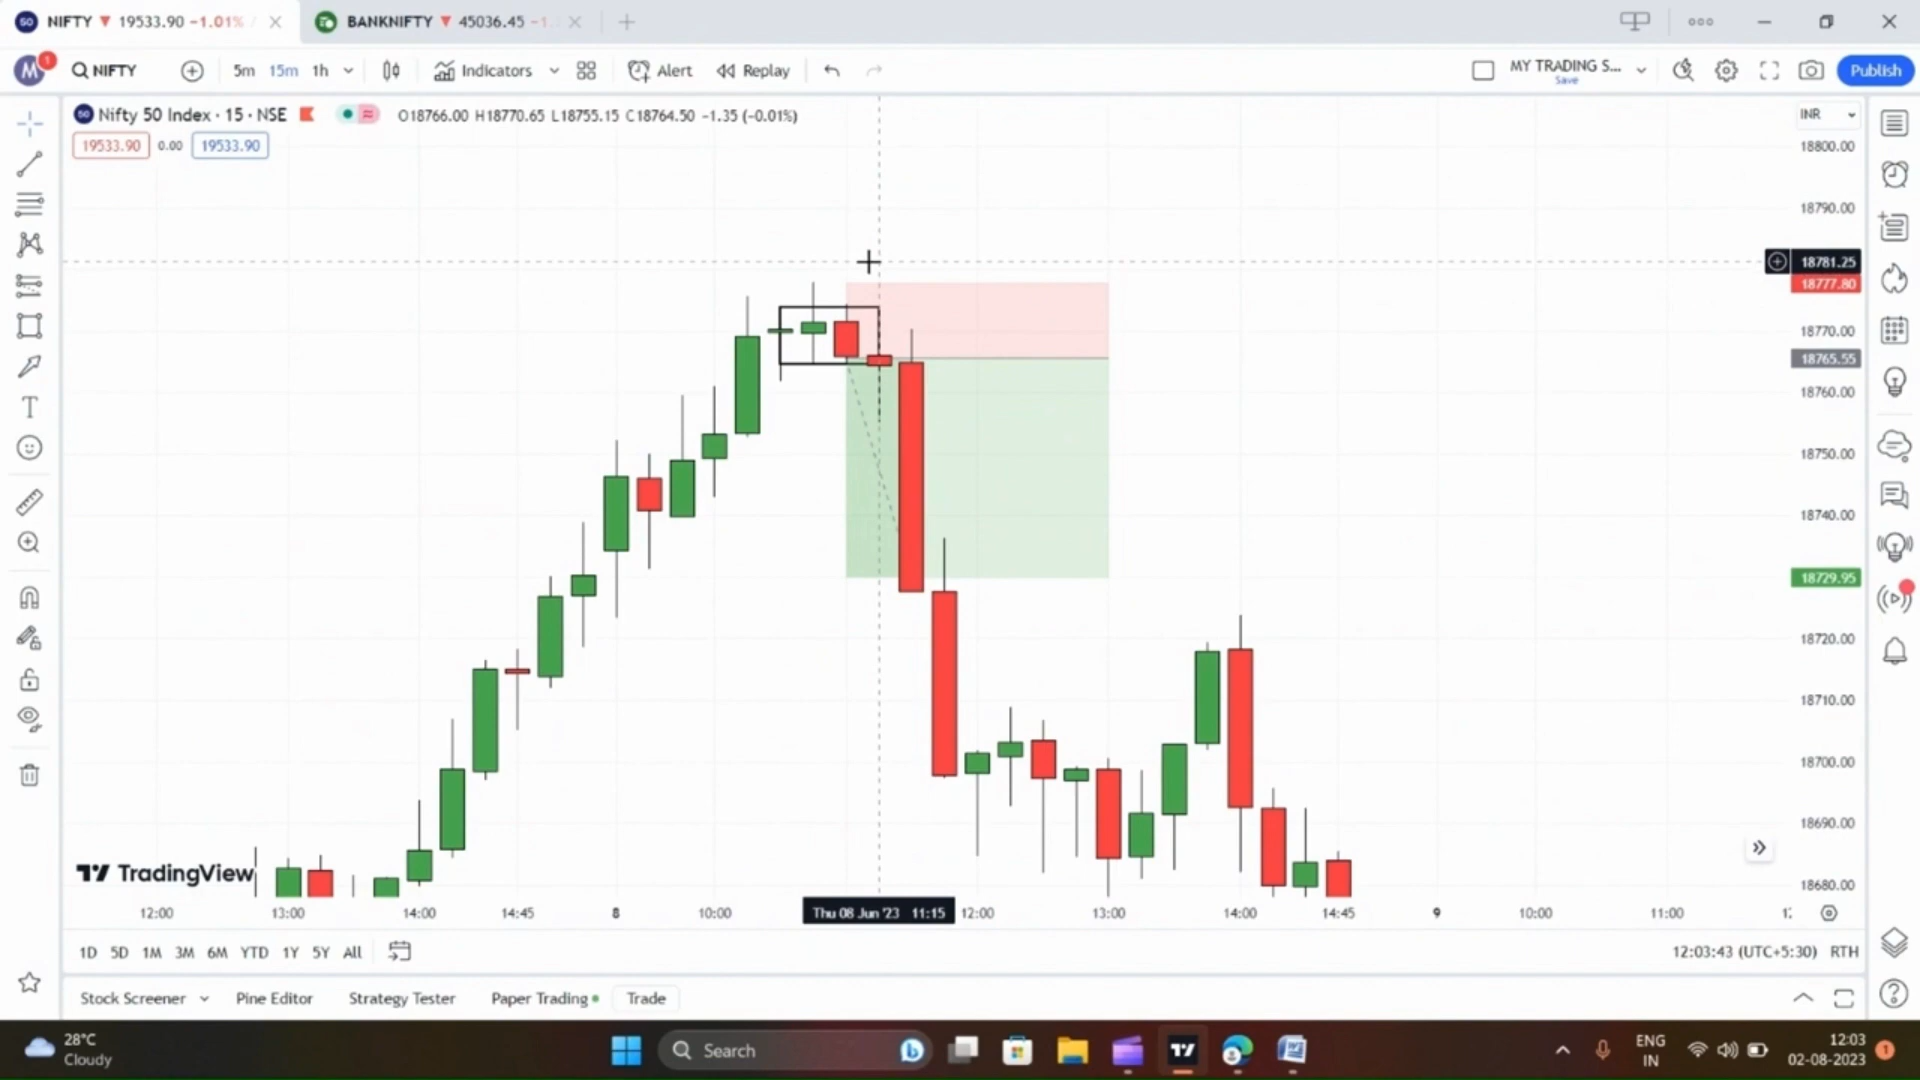 NIFTY ▼ 19533.90 −1.01% /
BANKNIFTY ▼ 45036.45 −1.
M 1
NIFTY
5m 15m 1h
Indicators
Alert
Replay
MY TRADING S...
Save
Publish
50 Nifty 50 Index · 15 · NSE
O18766.00 H18770.65 L18755.15 C18764.50 −1.35 (−0.01%)
19533.90 0.00 19533.90
INR
18800.00
18790.00
18781.25
18777.80
18770.00
18765.55
18760.00
18750.00
18740.00
18729.95
18720.00
18710.00
18700.00
18690.00
18680.00
TradingView
12:00 13:00 14:00 14:45 8 10:00 Thu 08 Jun '23 11:15 12:00 13:00 14:00 14:45 9 10:00 11:00
1D 5D 1M 3M 6M YTD 1Y 5Y All
12:03:43 (UTC+5:30) RTH
Stock Screener Pine Editor Strategy Tester Paper Trading Trade
28°C
Cloudy
Search
ENG
IN
12:03
02-08-2023
1